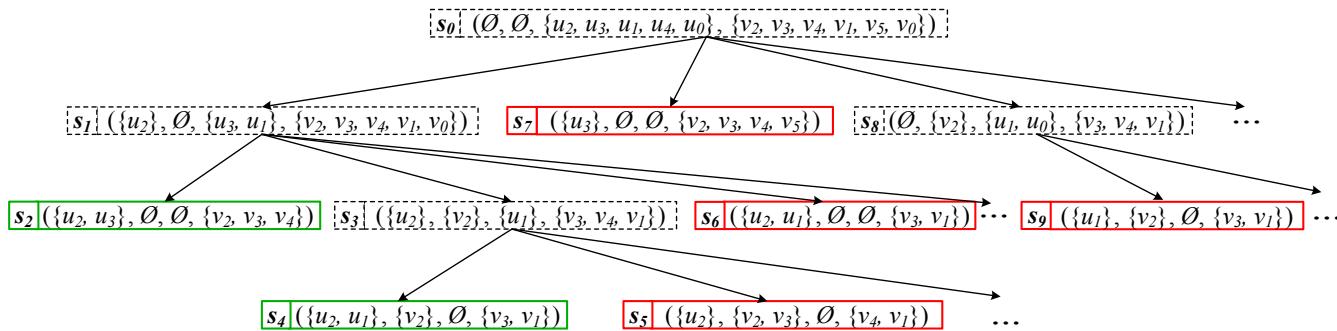 s₀ (Ø, Ø, {u₂, u₃, u₁, u₄, u₀}, {v₂, v₃, v₄, v₁, v₅, v₀})
s₁ ({u₂}, Ø, {u₃, u₁}, {v₂, v₃, v₄, v₁, v₀}) s₇ ({u₃}, Ø, Ø, {v₂, v₃, v₄, v₅}) s₈ (Ø, {v₂}, {u₁, u₀}, {v₃, v₄, v₁}) ...
s₂ ({u₂, u₃}, Ø, Ø, {v₂, v₃, v₄}) s₃ ({u₂}, {v₂}, {u₁}, {v₃, v₄, v₁}) s₆ ({u₂, u₁}, Ø, Ø, {v₃, v₁}) ... s₉ ({u₁}, {v₂}, Ø, {v₃, v₁}) ...
s₄ ({u₂, u₁}, {v₂}, Ø, {v₃, v₁}) s₅ ({u₂}, {v₂, v₃}, Ø, {v₄, v₁}) ...